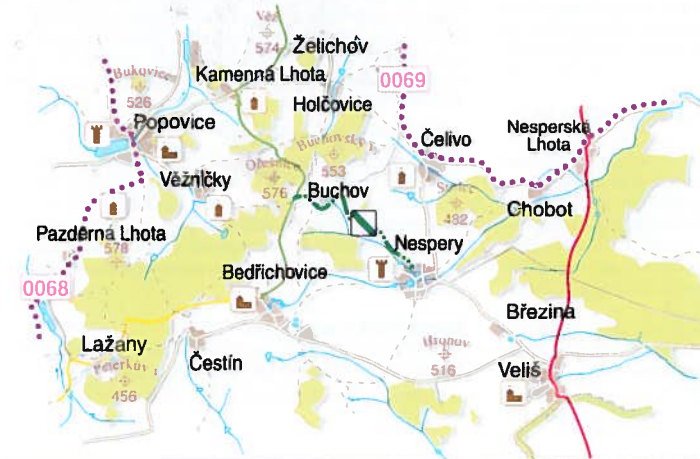 Vež
574
Želichov
Bukovice
526
Kamenná Lhota
0069
Holčovice
Popovice
Čelivo
Nesperská
Lhota
553
Věžničky
576
Buchov
482
Chobot
Pazderna Lhota
578
Nespery
0068
Bedřichovice
Březina
Lažany
Čestín
516
Veliš
456